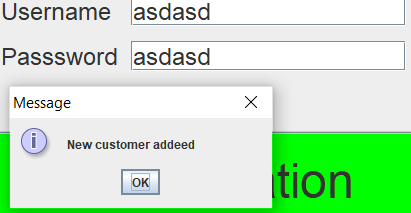 Username asdasd
Passsword asdasd
Message
New customer addeed
OK
ation